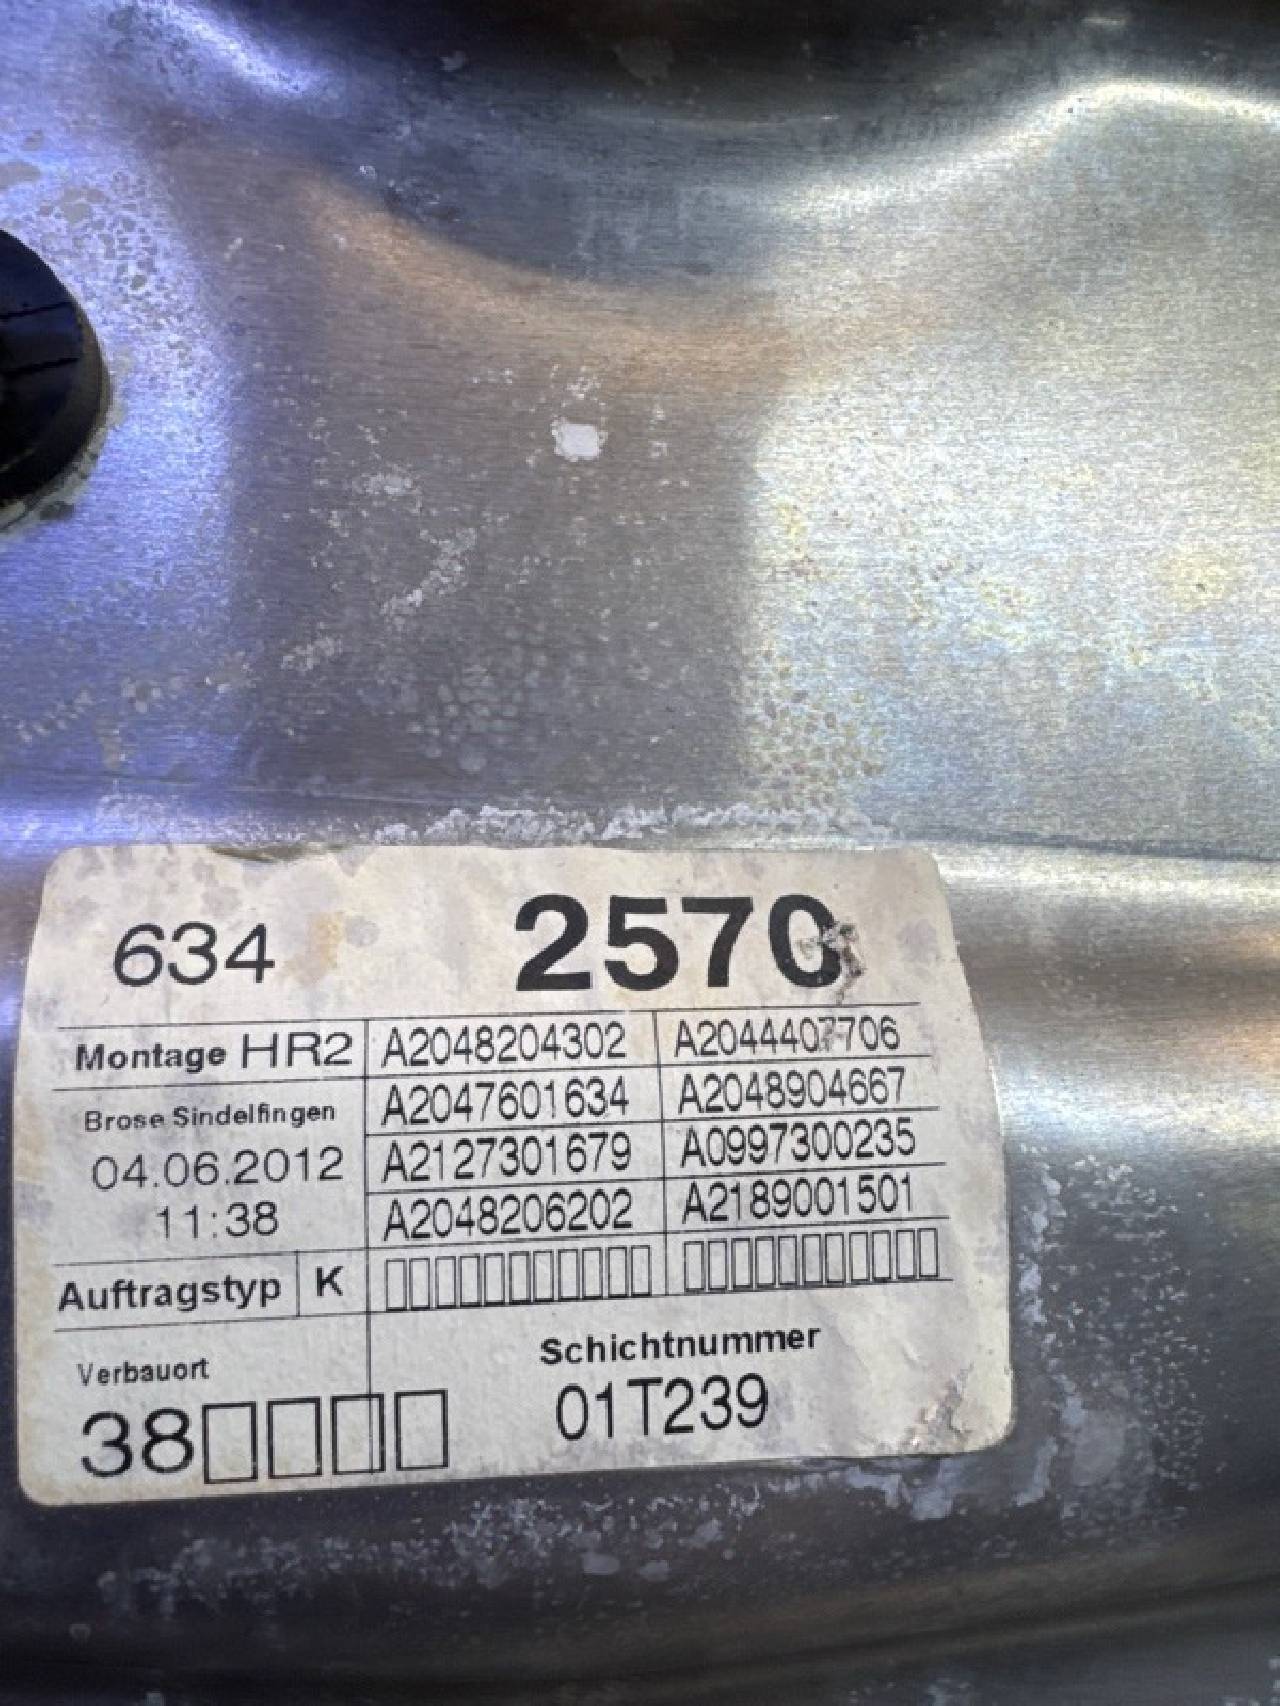 634 2570
Montage HR2 A2048204302 A2044407706
Brose Sindelfingen A2047601634 A2048904667
04.06.2012 A2127301679 A0997300235
11:38 A2048206202 A2189001501
Auftragstyp K
Verbauort Schichtnummer
38 01T239